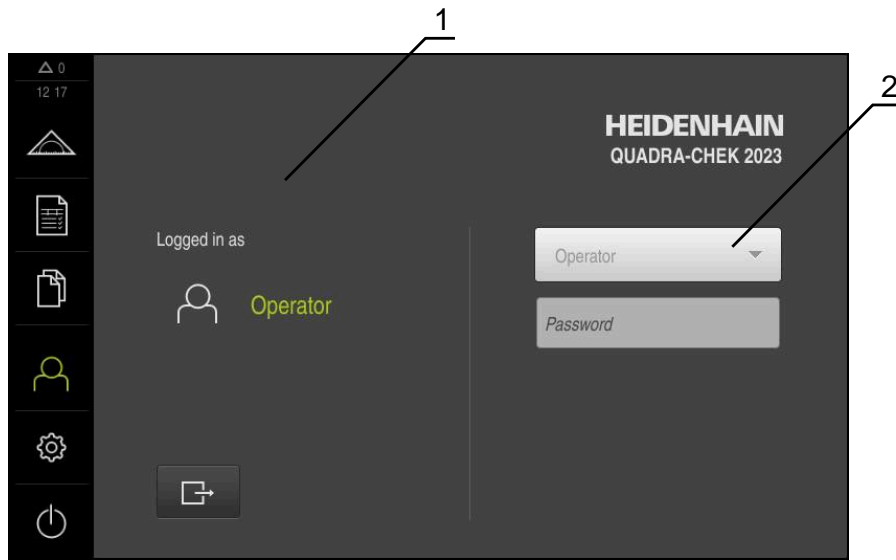 1
2
△ 0
12 17
HEIDENHAIN
QUADRA-CHEK 2023
Logged in as
Operator
Operator
Password